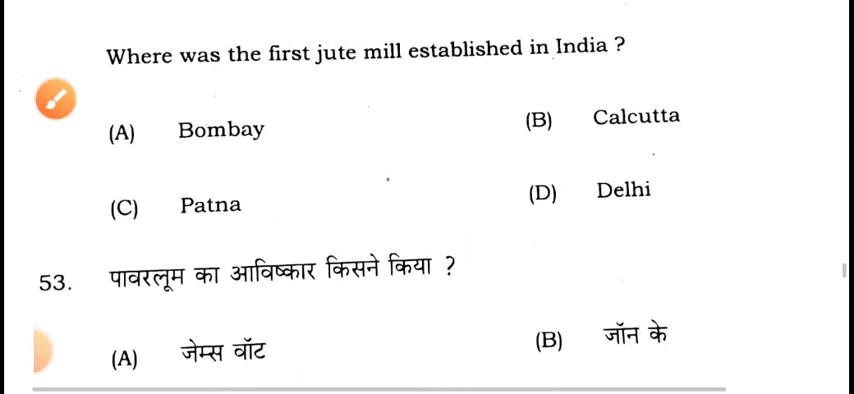 Where was the first jute mill established in India ?
(A) Bombay (B) Calcutta
(C) Patna (D) Delhi
53. पावरलूम का आविष्कार किसने किया ?
(A) जेम्स वॉट (B) जॉन के